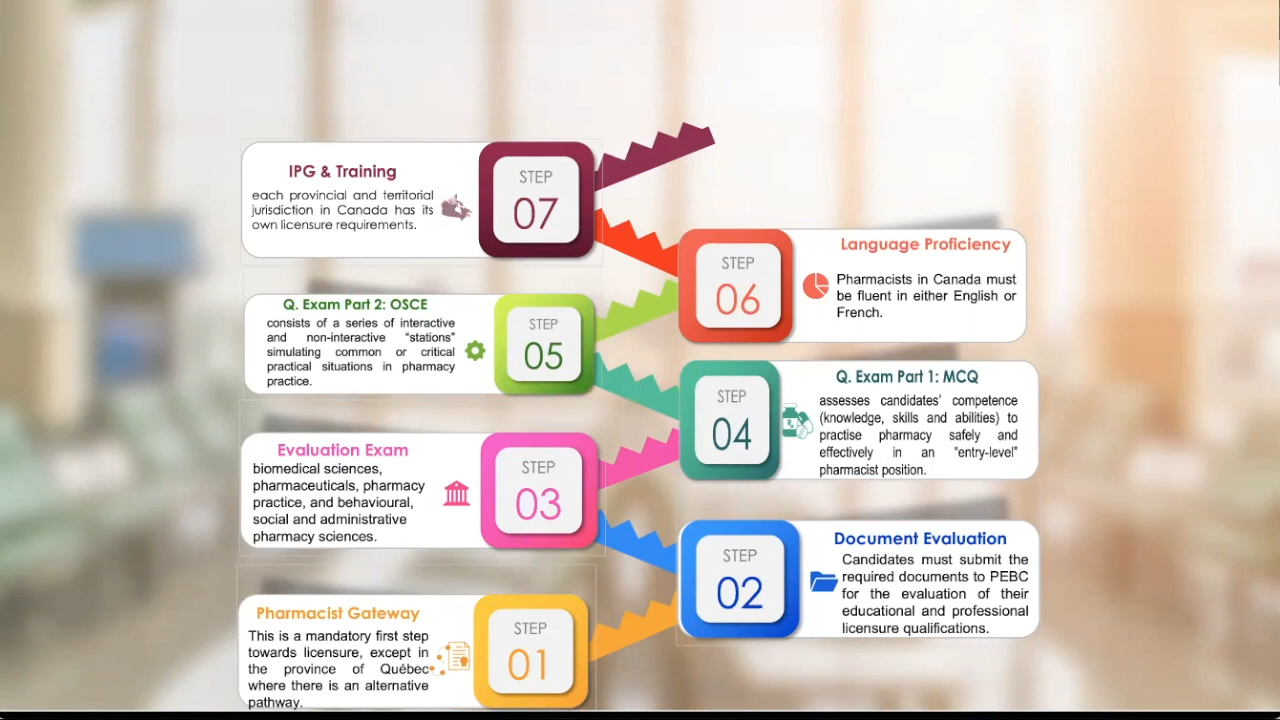 IPG & Training
each provincial and territorial
jurisdiction in Canada has its
own licensure requirements.
STEP
07
Language Proficiency
Pharmacists in Canada must
be fluent in either English or
French.
STEP
06
Q. Exam Part 2: OSCE
consists of a series of interactive
and non-interactive “stations”
simulating common or critical
practical situations in pharmacy
practice.
STEP
05
Q. Exam Part 1: MCQ
assesses candidates’ competence
(knowledge, skills and abilities) to
practise pharmacy safely and
effectively in an “entry-level”
pharmacist position.
STEP
04
Evaluation Exam
biomedical sciences,
pharmaceuticals, pharmacy
practice, and behavioural,
social and administrative
pharmacy sciences.
STEP
03
Document Evaluation
Candidates must submit the
required documents to PEBC
for the evaluation of their
educational and professional
licensure qualifications.
STEP
02
Pharmacist Gateway
This is a mandatory first step
towards licensure, except in
the province of Québec
where there is an alternative
pathway.
STEP
01